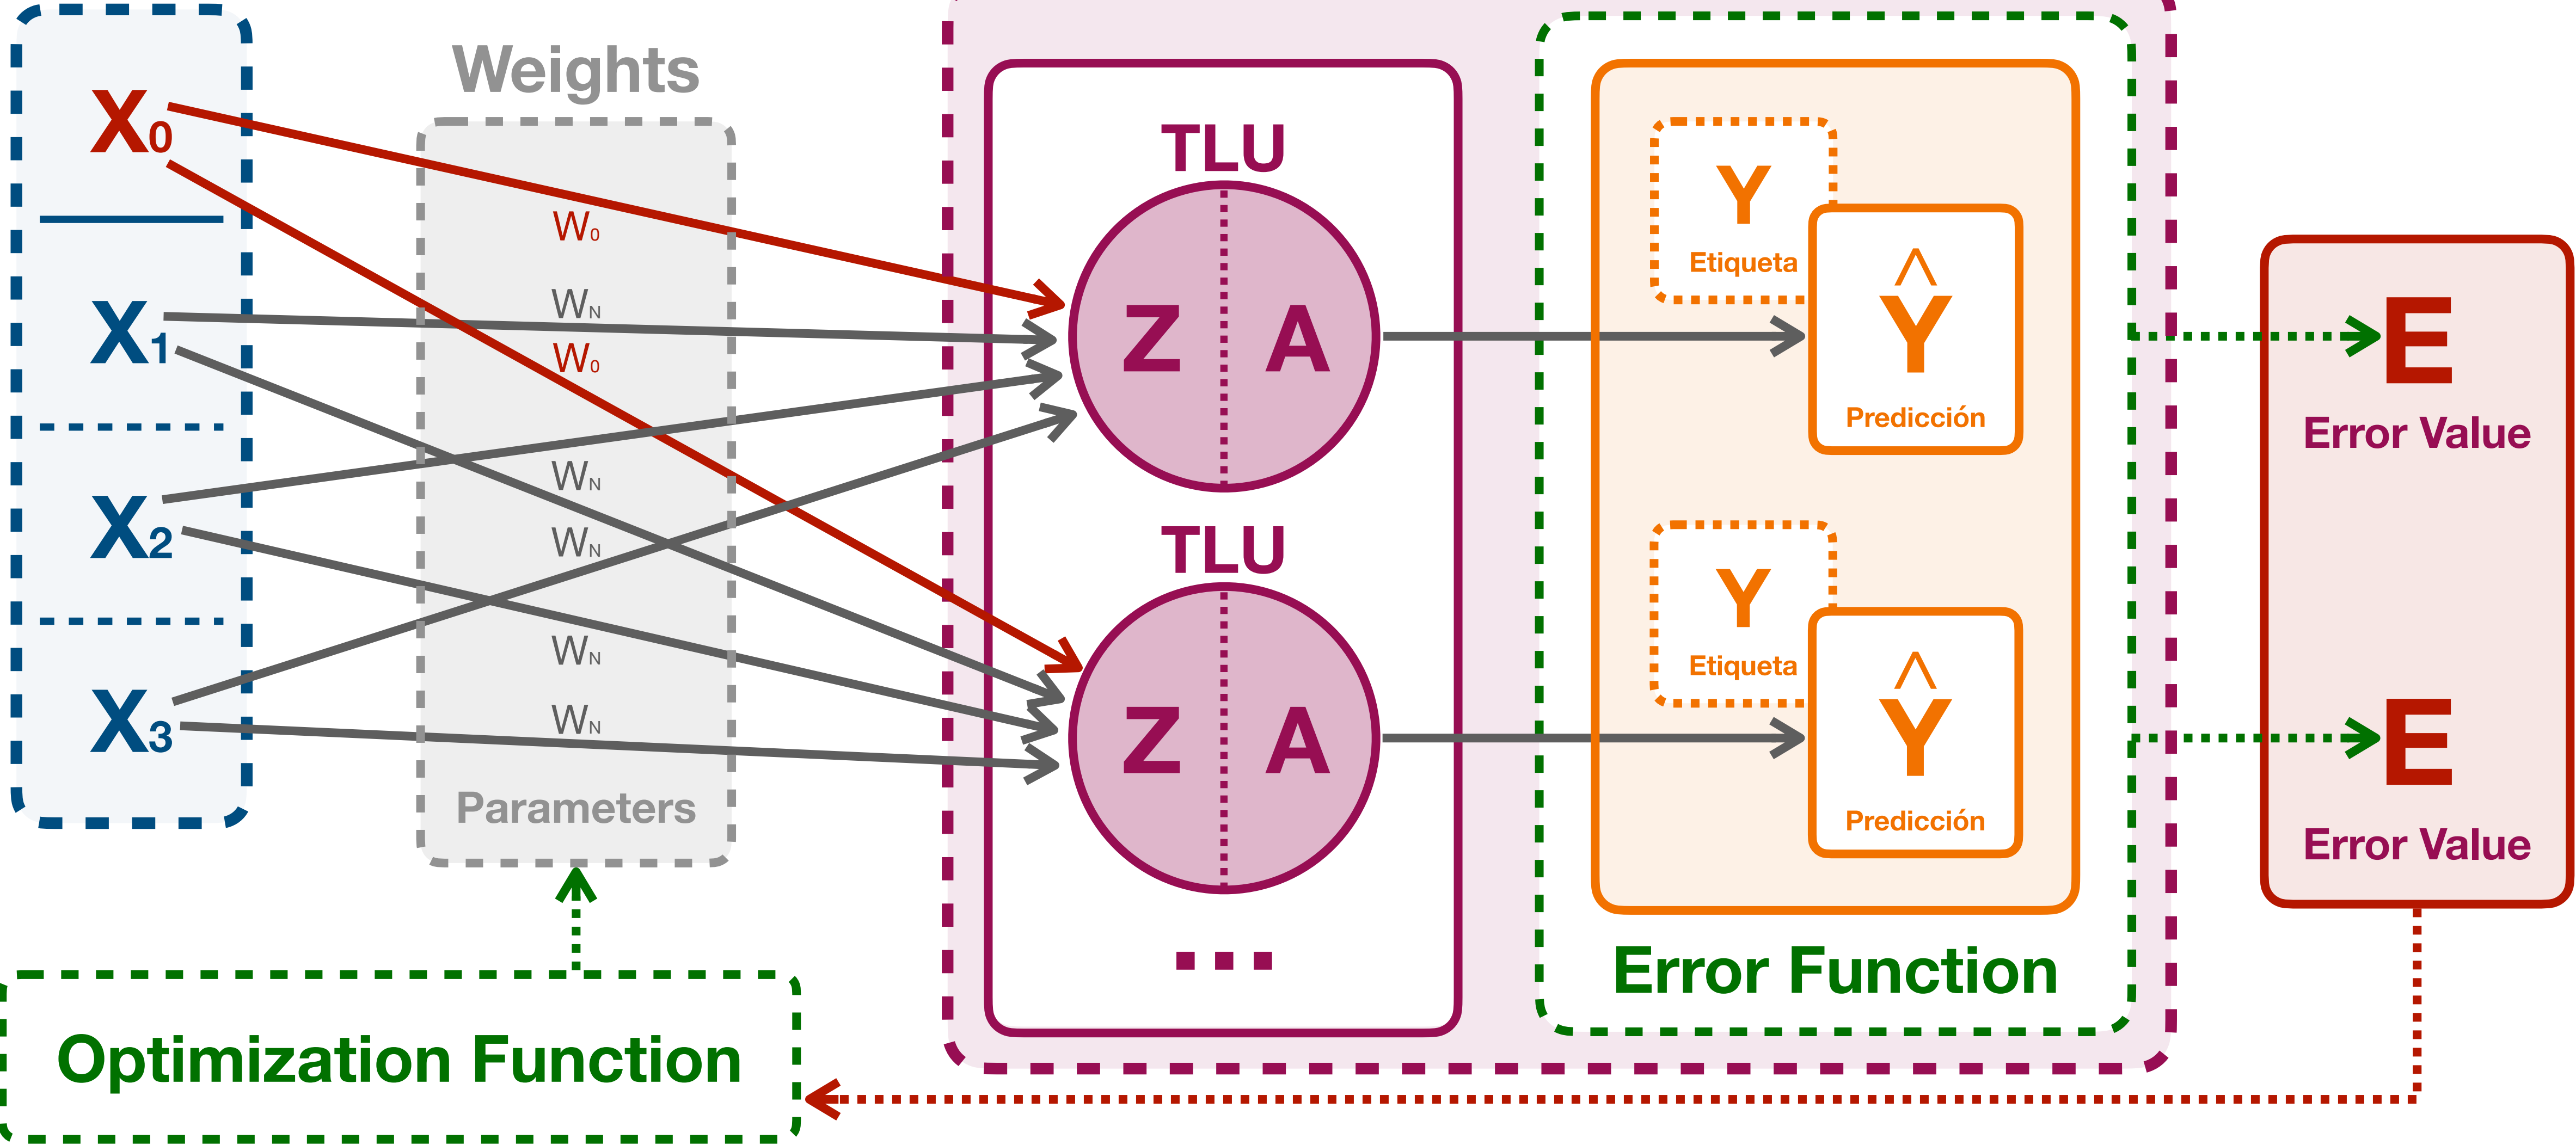 X0
X1
X2
X3
Weights
W0
WN
W0
WN
WN
WN
WN
Parameters
Optimization Function
TLU
Z A
TLU
Z A
...
Y
Etiqueta
Ŷ
Predicción
Y
Etiqueta
Ŷ
Predicción
Error Function
E
Error Value
E
Error Value